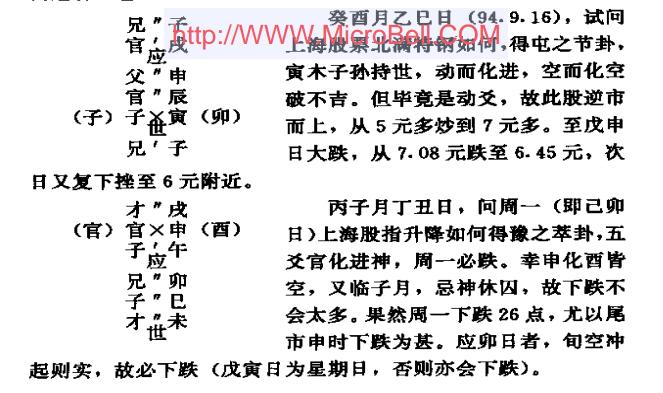 兄〃子
官′戌
应
父〃申
官〃辰
（子）子×寅（卯）
世
兄′子
癸酉月乙巳日（94.9.16），试问
http://www.MicroBell.COM
上海股票北满特钢如何，得屯之节卦，
寅木子孙持世，动而化进，空而化空
破不吉。但毕竟是动爻，故此股逆市
而上，从5元多炒到7元多。至戊申
日大跌，从7.08元跌至6.45元，次
日又复下挫至6元附近。
才〃戌
（官）官×申（酉）
子′午
应
兄〃卯
子〃巳
才〃未
世
丙子月丁丑日，问周一（即己卯
日）上海股指升降如何得豫之萃卦，五
爻官化进神，周一必跌。幸申化酉皆
空，又临子月，忌神休囚，故下跌不
会太多。果然周一下跌26点，尤以尾
市申时下跌为甚。应卯日者，旬空冲
起则实，故必下跌（戊寅日为星期日，否则亦会下跌）。